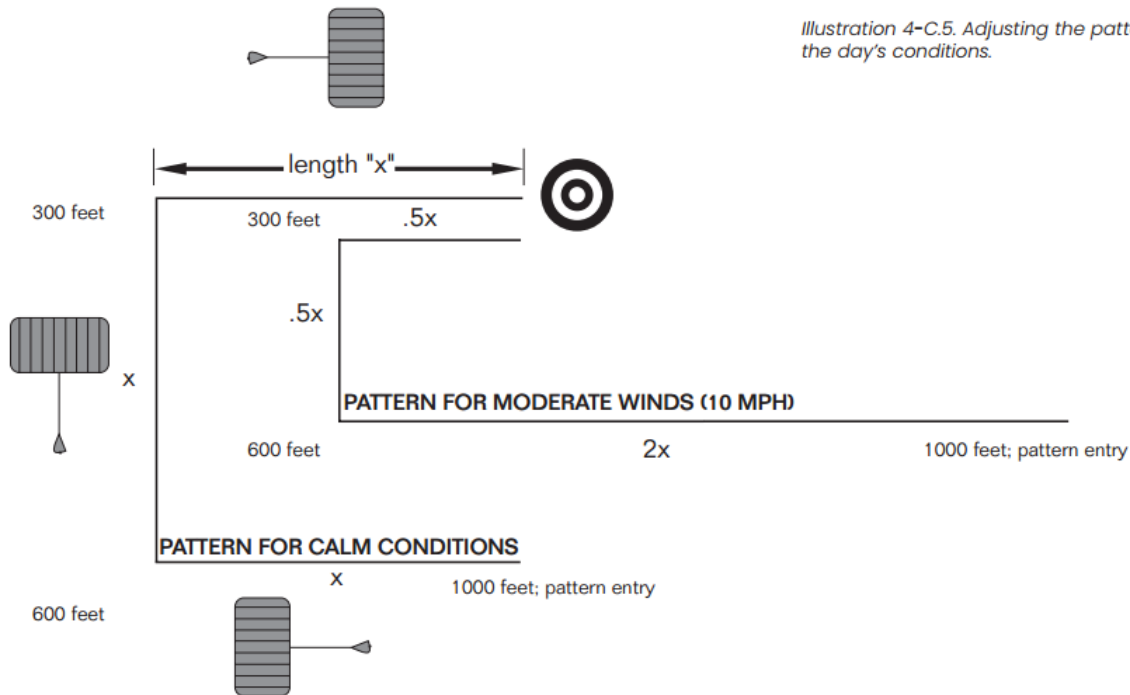 Illustration 4-C.5. Adjusting the patt
the day's conditions.
length "x"
300 feet
300 feet
.5x
.5x
x
PATTERN FOR MODERATE WINDS (10 MPH)
600 feet
2x
1000 feet; pattern entry
PATTERN FOR CALM CONDITIONS
x
1000 feet; pattern entry
600 feet